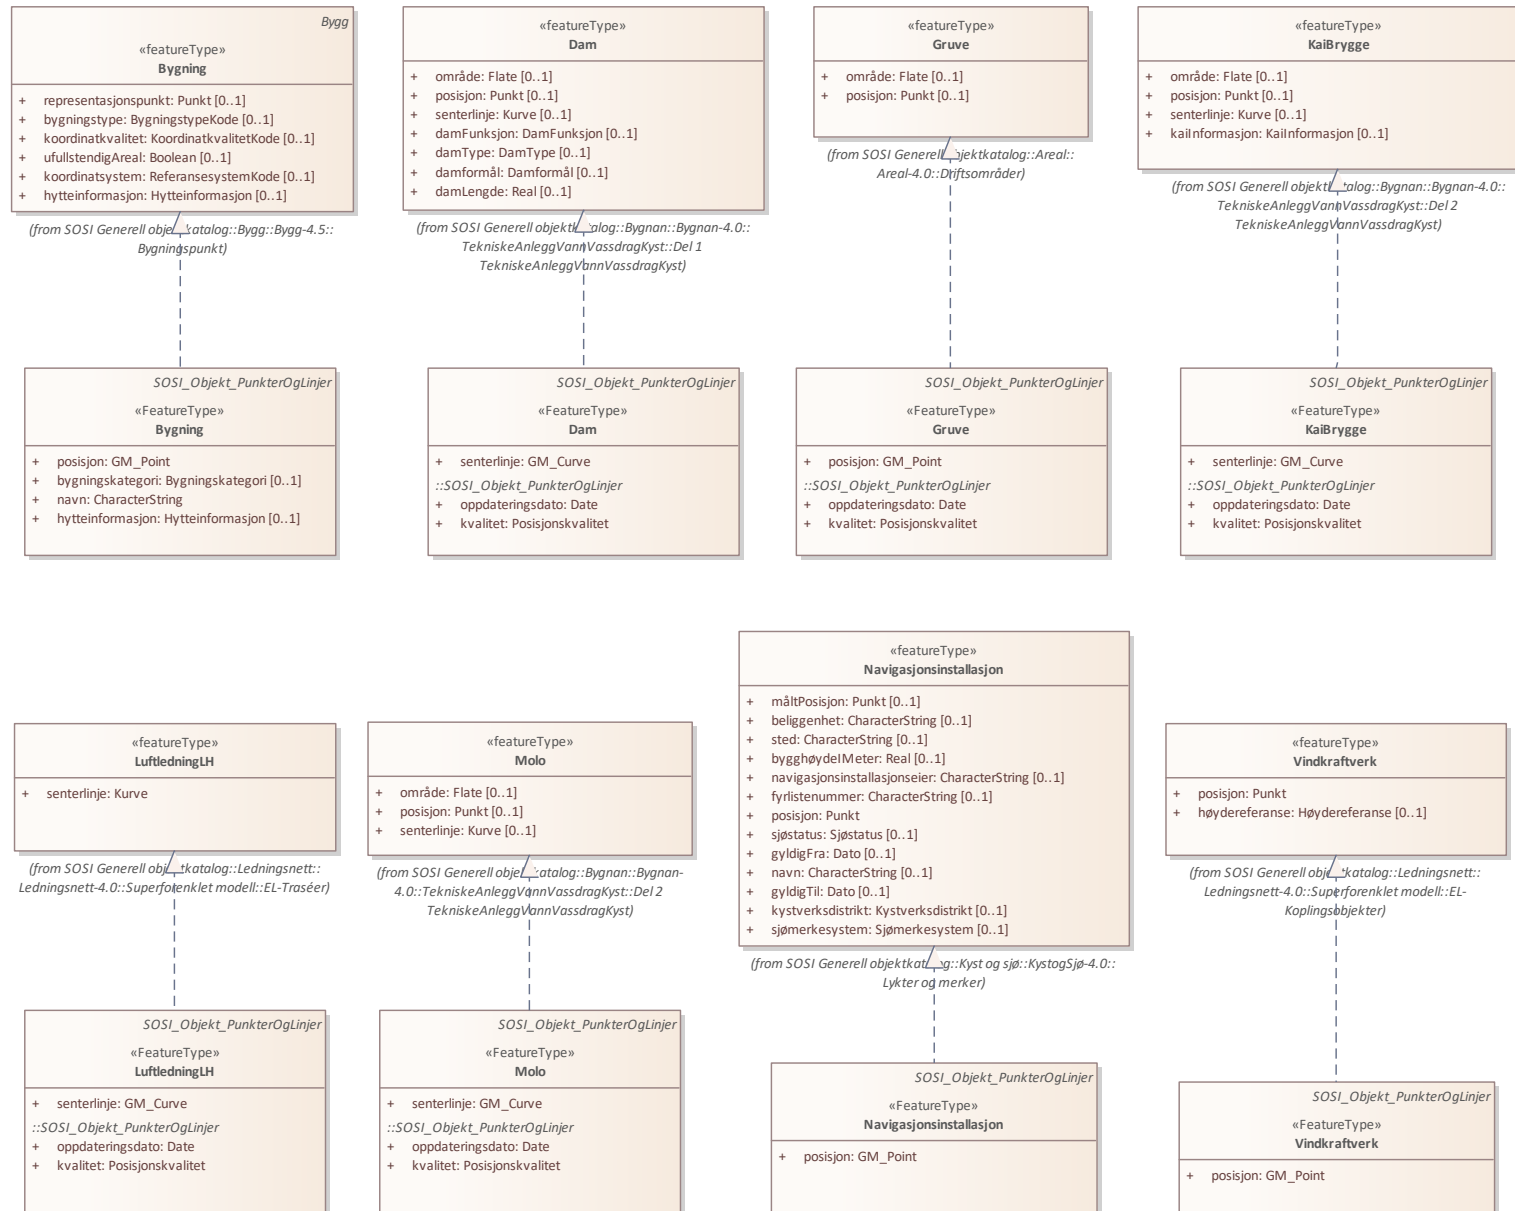 Bygg
«featureType»
Bygning
+ representasjonspunkt: Punkt [0..1]
+ bygningstype: BygningstypeKode [0..1]
+ koordinatkvalitet: KoordinatkvalitetKode [0..1]
+ ufullstendigAreal: Boolean [0..1]
+ koordinatsystem: ReferansesystemKode [0..1]
+ hytteinformasjon: Hytteinformasjon [0..1]
(from SOSI Generell objektkatalog::Bygg::Bygg-4.5::
Bygningspunkt)
«featureType»
Dam
+ område: Flate [0..1]
+ posisjon: Punkt [0..1]
+ senterlinje: Kurve [0..1]
+ damFunksjon: DamFunksjon [0..1]
+ damType: DamType [0..1]
+ damformål: Damformål [0..1]
+ damLengde: Real [0..1]
(from SOSI Generell objektkatalog::Bygnan::Bygnan-4.0::
TekniskeAnleggVannVassdragKyst::Del 1
TekniskeAnleggVannVassdragKyst)
«featureType»
Gruve
+ område: Flate [0..1]
+ posisjon: Punkt [0..1]
(from SOSI Generell objektkatalog::Areal::
Areal-4.0::Driftsområder)
«featureType»
KaiBrygge
+ område: Flate [0..1]
+ posisjon: Punkt [0..1]
+ senterlinje: Kurve [0..1]
+ kaiInformasjon: KaiInformasjon [0..1]
(from SOSI Generell objektkatalog::Bygnan::Bygnan-4.0::
TekniskeAnleggVannVassdragKyst::Del 2
TekniskeAnleggVannVassdragKyst)
SOSI_Objekt_PunkterOgLinjer
«FeatureType»
Bygning
+ posisjon: GM_Point
+ bygningskategori: Bygningskategori [0..1]
+ navn: CharacterString
+ hytteinformasjon: Hytteinformasjon [0..1]
SOSI_Objekt_PunkterOgLinjer
«FeatureType»
Dam
+ senterlinje: GM_Curve
::SOSI_Objekt_PunkterOgLinjer
+ oppdateringsdato: Date
+ kvalitet: Posisjonskvalitet
SOSI_Objekt_PunkterOgLinjer
«FeatureType»
Gruve
+ posisjon: GM_Point
::SOSI_Objekt_PunkterOgLinjer
+ oppdateringsdato: Date
+ kvalitet: Posisjonskvalitet
SOSI_Objekt_PunkterOgLinjer
«FeatureType»
KaiBrygge
+ senterlinje: GM_Curve
::SOSI_Objekt_PunkterOgLinjer
+ oppdateringsdato: Date
+ kvalitet: Posisjonskvalitet
«featureType»
LuftledningLH
+ senterlinje: Kurve
(from SOSI Generell objektkatalog::Ledningsnett::
Ledningsnett-4.0::Superforenklet modell::EL-Traséer)
«featureType»
Molo
+ område: Flate [0..1]
+ posisjon: Punkt [0..1]
+ senterlinje: Kurve [0..1]
(from SOSI Generell objektkatalog::Bygnan::Bygnan-
4.0::TekniskeAnleggVannVassdragKyst::Del 2
TekniskeAnleggVannVassdragKyst)
«featureType»
Navigasjonsinstallasjon
+ måltPosisjon: Punkt [0..1]
+ beliggenhet: CharacterString [0..1]
+ sted: CharacterString [0..1]
+ bygghøydeIMeter: Real [0..1]
+ navigasjonsinstallasjonseier: CharacterString [0..1]
+ fyrlistenummer: CharacterString [0..1]
+ posisjon: Punkt
+ sjøstatus: Sjøstatus [0..1]
+ gyldigFra: Dato [0..1]
+ navn: CharacterString [0..1]
+ gyldigTil: Dato [0..1]
+ kystverksdistrikt: Kystverksdistrikt [0..1]
+ sjømerkesystem: Sjømerkesystem [0..1]
(from SOSI Generell objektkatalog::Kyst og sjø::KystogSjø-4.0::
Lykter og merker)
«featureType»
Vindkraftverk
+ posisjon: Punkt
+ høydereferanse: Høydereferanse [0..1]
(from SOSI Generell objektkatalog::Ledningsnett::
Ledningsnett-4.0::Superforenklet modell::EL-
Koplingsobjekter)
SOSI_Objekt_PunkterOgLinjer
«FeatureType»
LuftledningLH
+ senterlinje: GM_Curve
::SOSI_Objekt_PunkterOgLinjer
+ oppdateringsdato: Date
+ kvalitet: Posisjonskvalitet
SOSI_Objekt_PunkterOgLinjer
«FeatureType»
Molo
+ senterlinje: GM_Curve
::SOSI_Objekt_PunkterOgLinjer
+ oppdateringsdato: Date
+ kvalitet: Posisjonskvalitet
SOSI_Objekt_PunkterOgLinjer
«FeatureType»
Navigasjonsinstallasjon
+ posisjon: GM_Point
SOSI_Objekt_PunkterOgLinjer
«FeatureType»
Vindkraftverk
+ posisjon: GM_Point